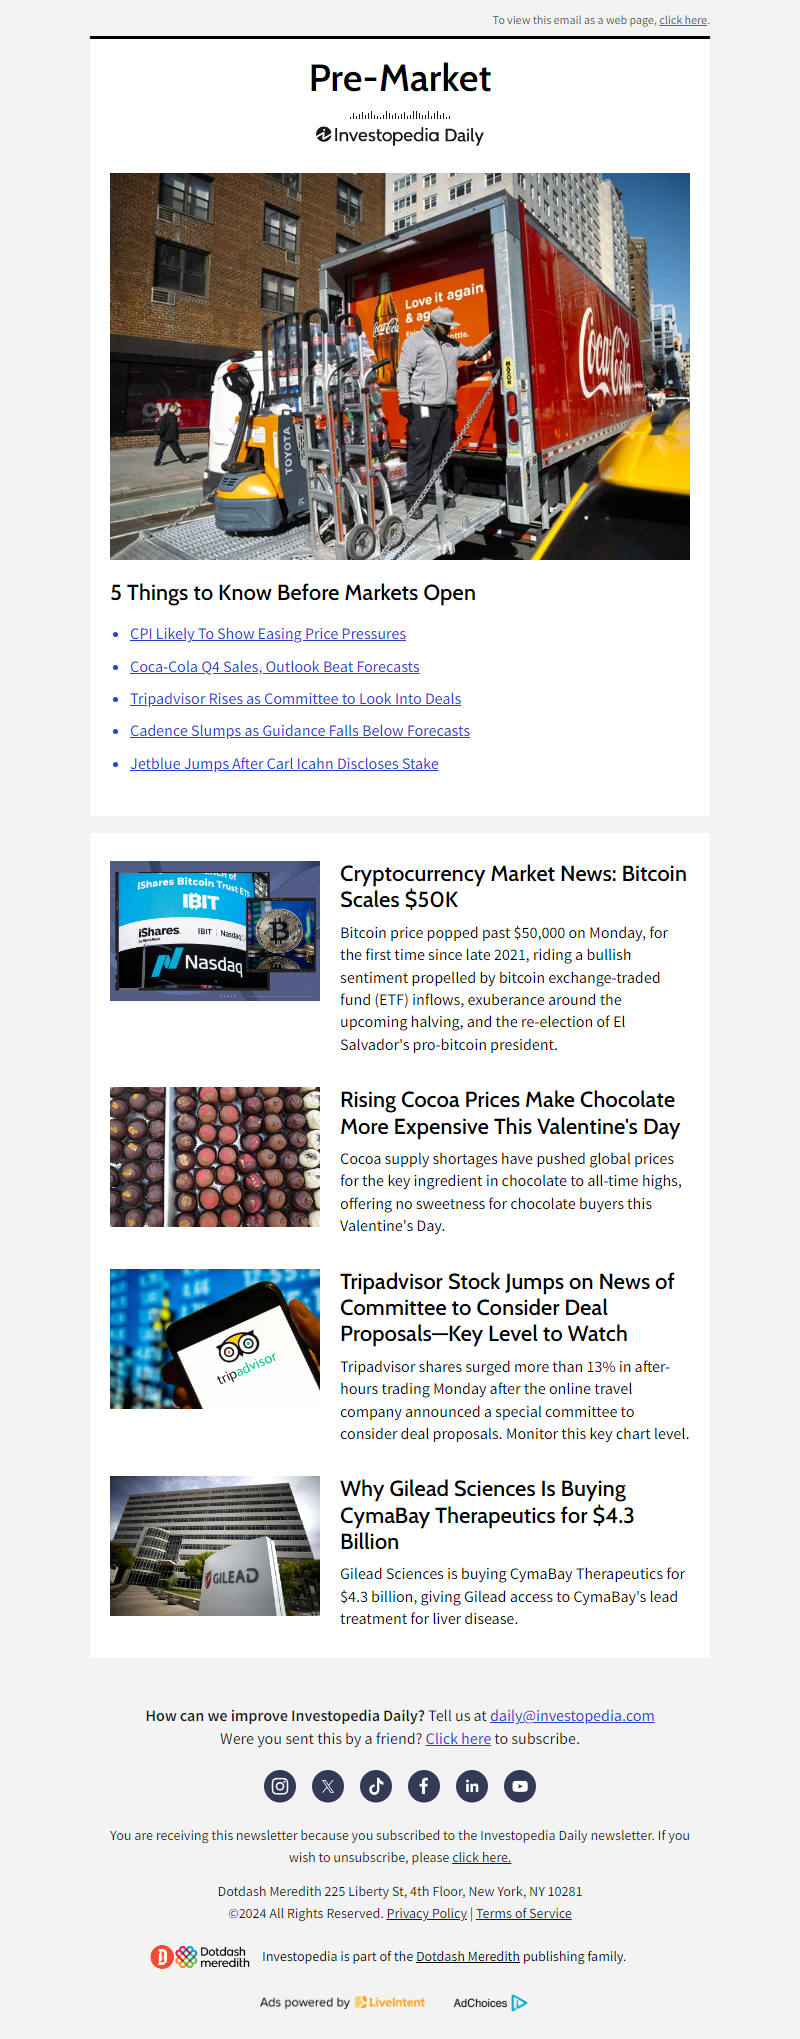 To view this email as a web page, click here.
Pre-Market
Investopedia Daily
Love it again
& ag
Coca-Cola
Coca-Cola
CVS
TOYOTA
5 Things to Know Before Markets Open
CPI Likely To Show Easing Price Pressures
Coca-Cola Q4 Sales, Outlook Beat Forecasts
Tripadvisor Rises as Committee to Look Into Deals
Cadence Slumps as Guidance Falls Below Forecasts
Jetblue Jumps After Carl Icahn Discloses Stake
iShares Bitcoin Trust ETF
IBIT
iShares.
IBIT | Nasdaq
Nasdaq
Cryptocurrency Market News: Bitcoin
Scales $50K
Bitcoin price popped past $50,000 on Monday, for
the first time since late 2021, riding a bullish
sentiment propelled by bitcoin exchange-traded
fund (ETF) inflows, exuberance around the
upcoming halving, and the re-election of El
Salvador's pro-bitcoin president.
Rising Cocoa Prices Make Chocolate
More Expensive This Valentine's Day
Cocoa supply shortages have pushed global prices
for the key ingredient in chocolate to all-time highs,
offering no sweetness for chocolate buyers this
Valentine's Day.
tripadvisor
Tripadvisor Stock Jumps on News of
Committee to Consider Deal
Proposals—Key Level to Watch
Tripadvisor shares surged more than 13% in after-
hours trading Monday after the online travel
company announced a special committee to
consider deal proposals. Monitor this key chart level.
GILEAD
Why Gilead Sciences Is Buying
CymaBay Therapeutics for $4.3
Billion
Gilead Sciences is buying CymaBay Therapeutics for
$4.3 billion, giving Gilead access to CymaBay's lead
treatment for liver disease.
How can we improve Investopedia Daily? Tell us at daily@investopedia.com
Were you sent this by a friend? Click here to subscribe.
You are receiving this newsletter because you subscribed to the Investopedia Daily newsletter. If you
wish to unsubscribe, please click here.
Dotdash Meredith 225 Liberty St, 4th Floor, New York, NY 10281
©2024 All Rights Reserved. Privacy Policy | Terms of Service
Dotdash
meredith
Investopedia is part of the Dotdash Meredith publishing family.
Ads powered by LiveIntent
AdChoices